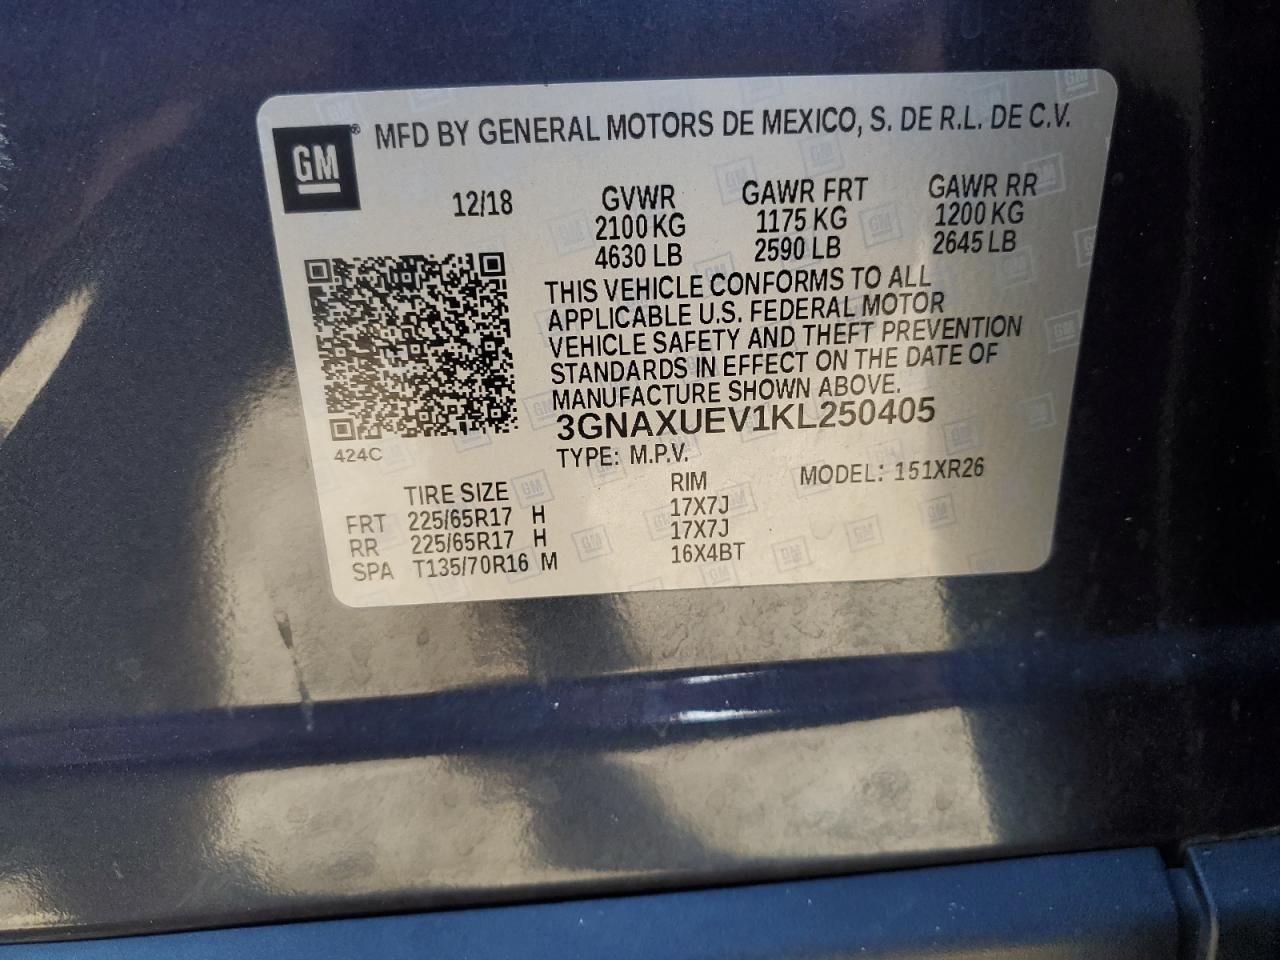 GM ® MFD BY GENERAL MOTORS DE MEXICO, S. DE R.L. DE C.V.
12/18 GVWR GAWR FRT GAWR RR
2100 KG 1175 KG 1200 KG
4630 LB 2590 LB 2645 LB
THIS VEHICLE CONFORMS TO ALL
APPLICABLE U.S. FEDERAL MOTOR
VEHICLE SAFETY AND THEFT PREVENTION
STANDARDS IN EFFECT ON THE DATE OF
MANUFACTURE SHOWN ABOVE.
3GNAXUEV1KL250405
424C
TYPE: M.P.V. MODEL: 151XR26
TIRE SIZE RIM
FRT 225/65R17 H 17X7J
RR 225/65R17 H 17X7J
SPA T135/70R16 M 16X4BT